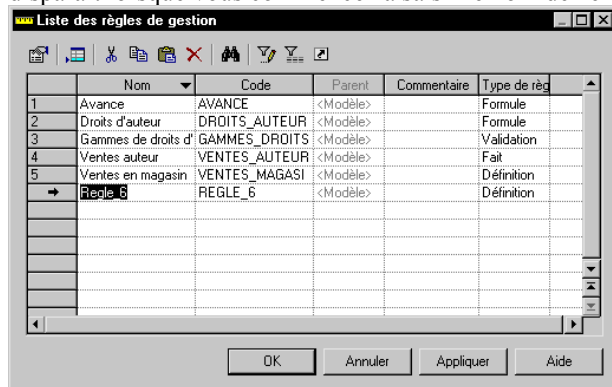 Liste des règles de gestion
Nom Code Parent Commentaire Type de règ
1 Avance AVANCE <Modèle> Formule
2 Droits d'auteur DROITS_AUTEUR <Modèle> Formule
3 Gammes de droits d' GAMMES_DROITS <Modèle> Validation
4 Ventes auteur VENTES_AUTEUR <Modèle> Fait
5 Ventes en magasin VENTES_MAGASI <Modèle> Définition
Regle_6 REGLE_6 <Modèle> Définition
OK Annuler Appliquer Aide